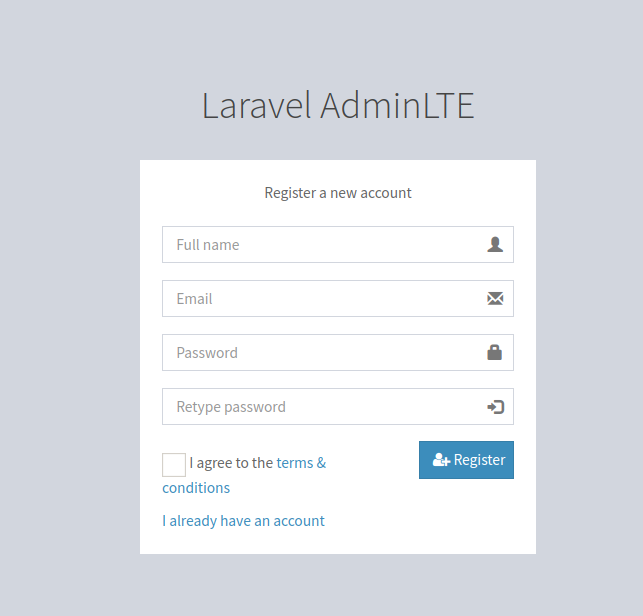 Laravel AdminLTE
Register a new account
Full name
Email
Password
Retype password
I agree to the terms &
conditions
Register
I already have an account